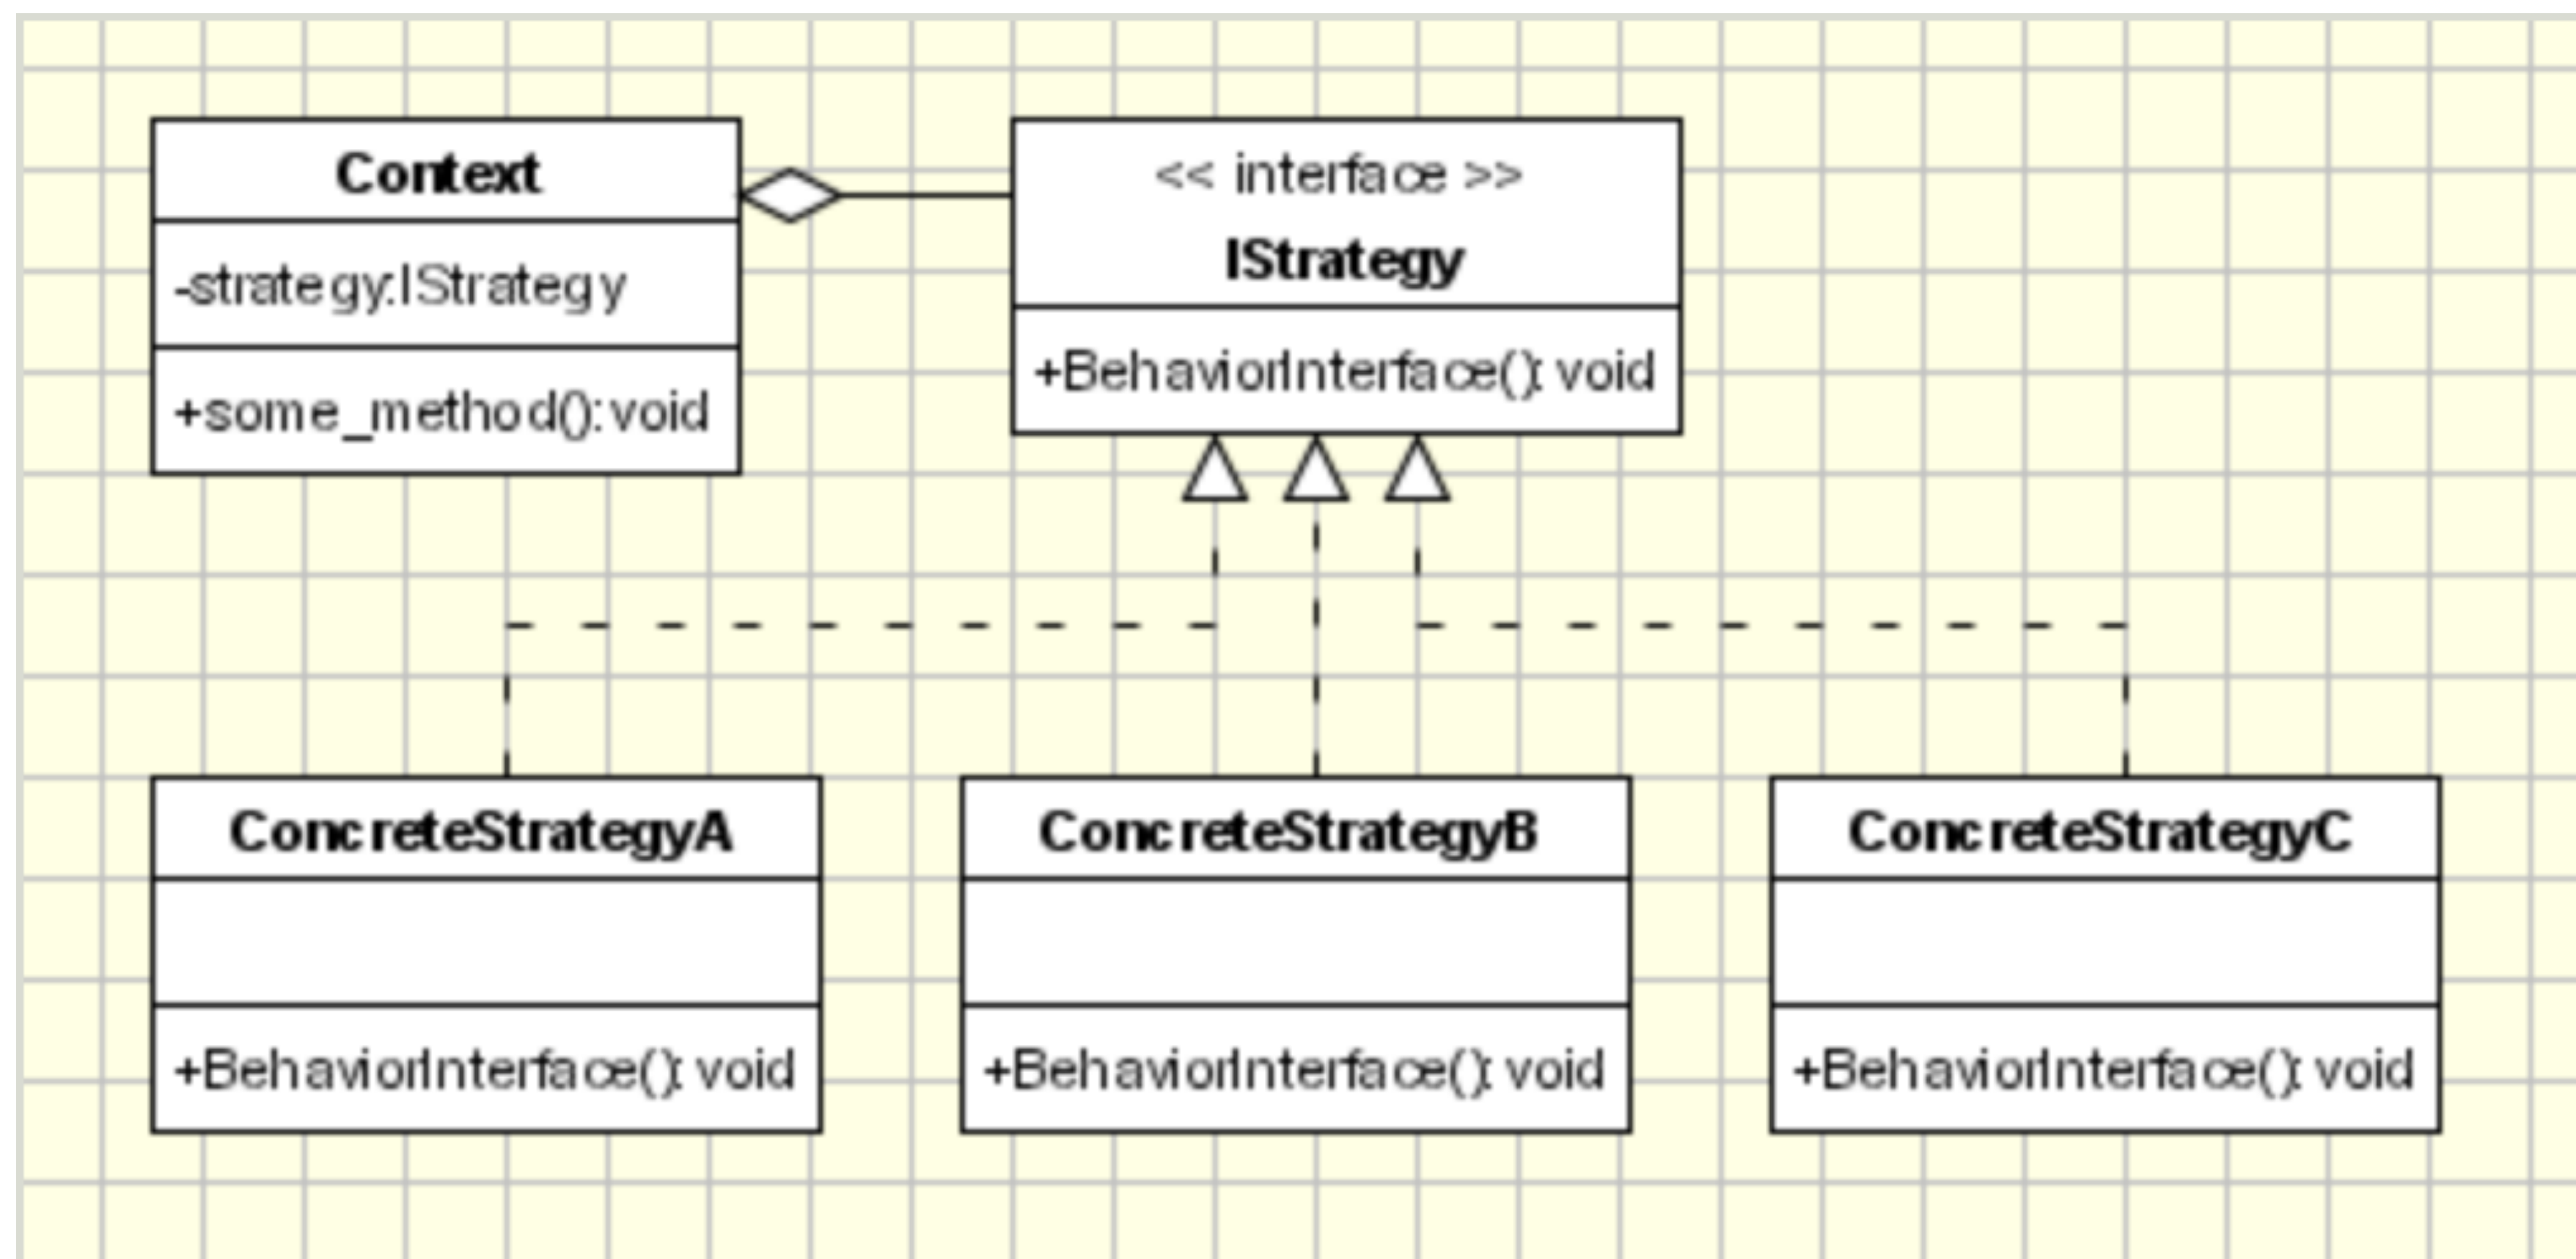 Context
-strategy:IStrategy
+some_method():void
<< interface >>
IStrategy
+BehaviorInterface(): void
ConcreteStrategyA
+BehaviorInterface(): void
ConcreteStrategyB
+BehaviorInterface(): void
ConcreteStrategyC
+BehaviorInterface(): void